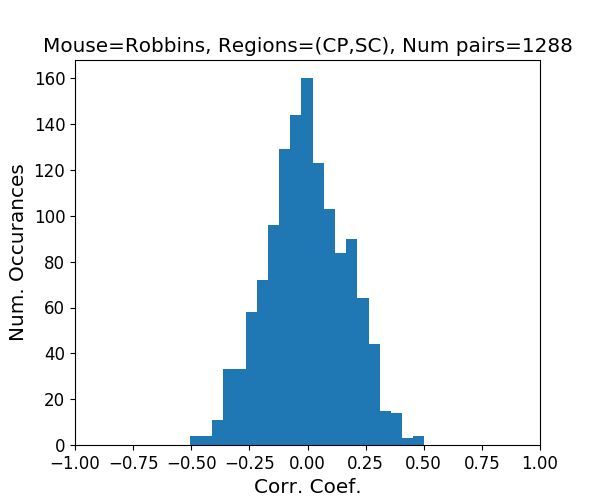 Mouse=Robbins, Regions=(CP,SC), Num pairs=1288
160
140
120
100
80
60
40
20
0
Num. Occurances
−1.00 −0.75 −0.50 −0.25 0.00 0.25 0.50 0.75 1.00
Corr. Coef.